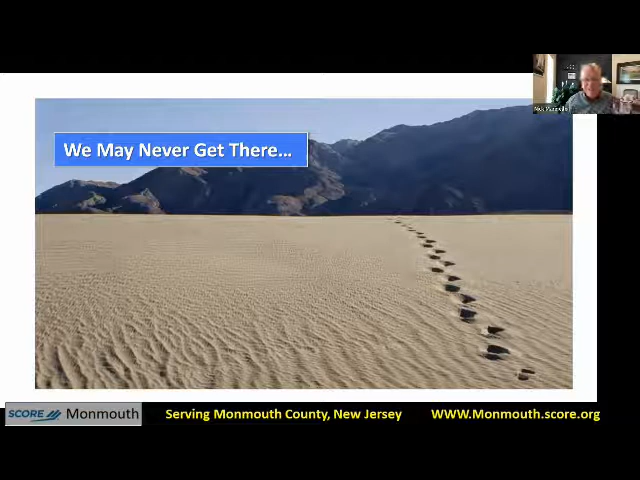 We May Never Get There...
SCORE Monmouth
Serving Monmouth County, New Jersey
WWW.Monmouth.score.org